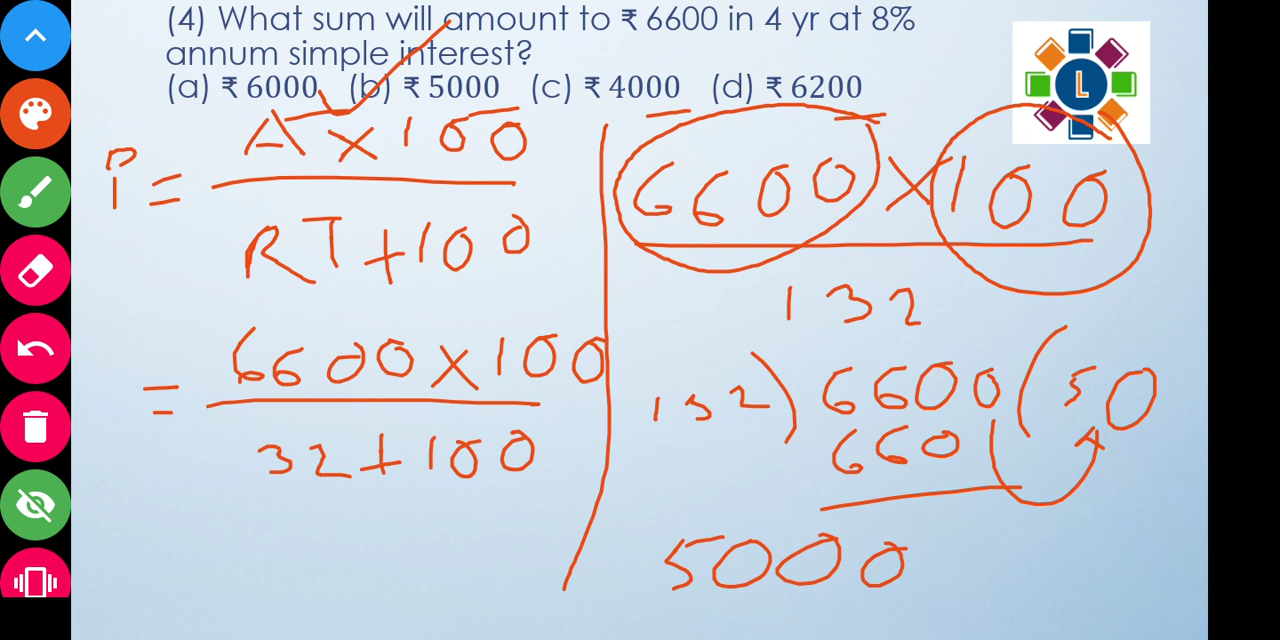 (4) What sum will amount to ₹ 6600 in 4 yr at 8%
annum simple interest?
(a) ₹ 6000 (b) ₹ 5000 (c) ₹ 4000 (d) ₹ 6200
P = A × 100
RT + 100
= 6600 × 100
32 + 100
6600 × 100
132
132 ) 6600 ( 50
660
5000
L